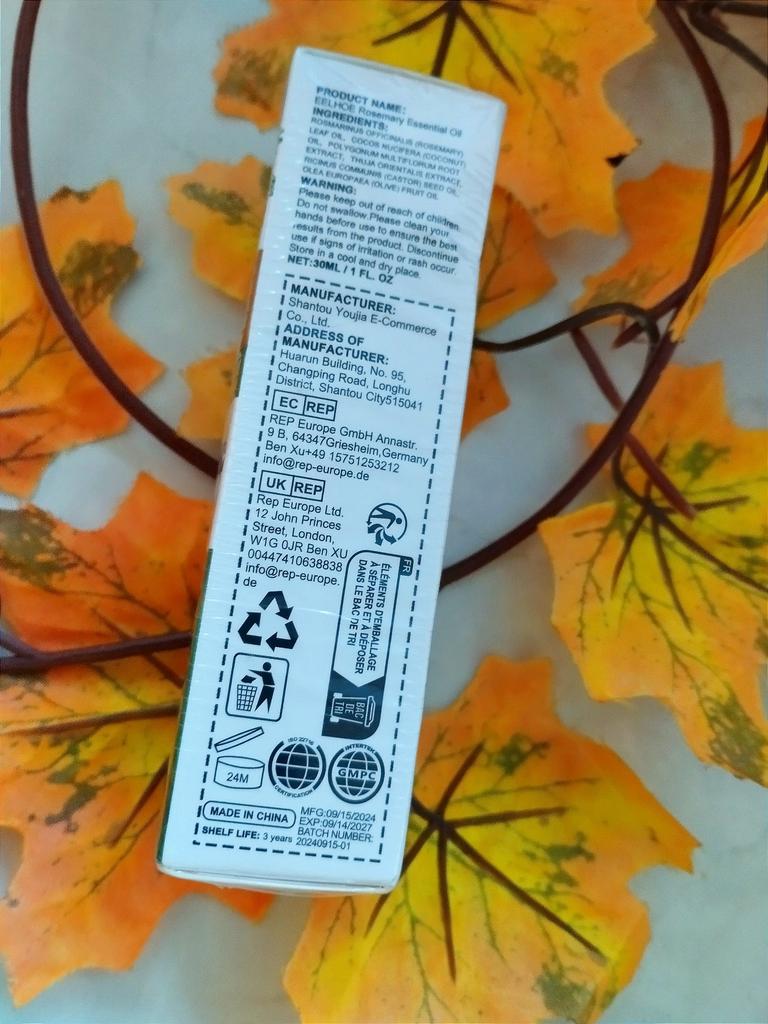 PRODUCT NAME:
EELHOE Rosemary Essential Oil
INGREDIENTS:
ROSMARINUS OFFICINALIS (ROSEMARY)
LEAF OIL, COCOS NUCIFERA (COCONUT)
OIL, POLYGONUM MULTIFLORUM ROOT
EXTRACT, THUJA ORIENTALIS EXTRACT,
RICINUS COMMUNIS (CASTOR) SEED OIL,
OLEA EUROPAEA (OLIVE) FRUIT OIL
WARNING:
Please keep out of reach of children.
Do not swallow.Please clean your
hands before use to ensure the best
results from the product. Discontinue
use if signs of irritation or rash occur.
Store in a cool and dry place.
NET:30ML / 1 FL. OZ
MANUFACTURER:
Shantou Youjia E-Commerce
Co., Ltd.
ADDRESS OF
MANUFACTURER:
Huarun Building, No. 95,
Changping Road, Longhu
District, Shantou City515041
EC REP
REP Europe GmbH Annastr.
9 B, 64347Griesheim,Germany
Ben Xu+49 15751253212
info@rep-europe.de
UK REP
Rep Europe Ltd.
12 John Princes
Street, London,
W1G 0JR Ben XU
00447410638838
info@rep-europe.
de
FR
ÉLÉMENTS D'EMBALLAGE
À SÉPARER ET À DÉPOSER
DANS LE BAC DE TRI
BAC
DE
TRI
24M
ISO 22716
CERTIFICATION
INTERTEK
GMPC
MADE IN CHINA
SHELF LIFE: 3 years
MFG:09/15/2024
EXP:09/14/2027
BATCH NUMBER:
20240915-01